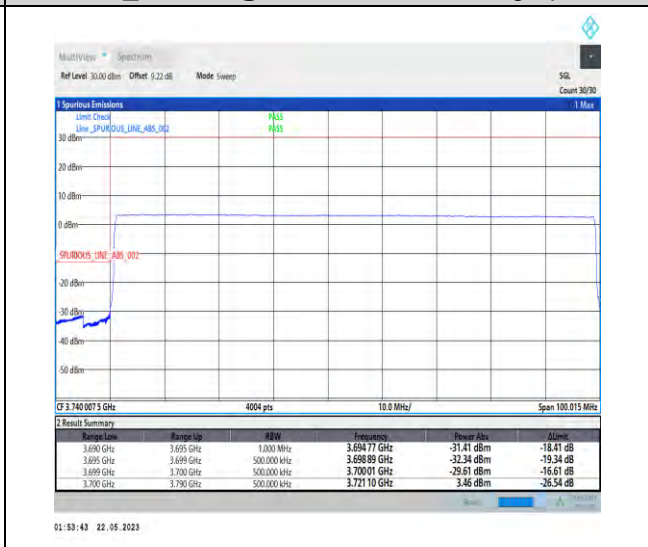 MultiView Spectrum
Ref Level 30.00 dBm Offset 9.22 dB Mode Sweep SGL
Count 30/30
1 Spurious Emissions 1 Max
Limit Check PASS
Line _SPURIOUS_LINE_ABS_002 PASS
30 dBm
20 dBm
10 dBm
0 dBm
_SPURIOUS_LINE_ABS_002
-20 dBm
-30 dBm
-40 dBm
-50 dBm
CF 3.740 007 5 GHz 4004 pts 10.0 MHz/ Span 100.015 MHz
2 Result Summary
Range Low Range Up RBW Frequency Power Abs ΔLimit
3.690 GHz 3.695 GHz 1.000 MHz 3.694 77 GHz -31.41 dBm -18.41 dB
3.695 GHz 3.699 GHz 500.000 kHz 3.698 89 GHz -32.34 dBm -19.34 dB
3.699 GHz 3.700 GHz 500.000 kHz 3.700 01 GHz -29.61 dBm -16.61 dB
3.700 GHz 3.790 GHz 500.000 kHz 3.721 10 GHz 3.46 dBm -26.54 dB
01:53:43 22.05.2023